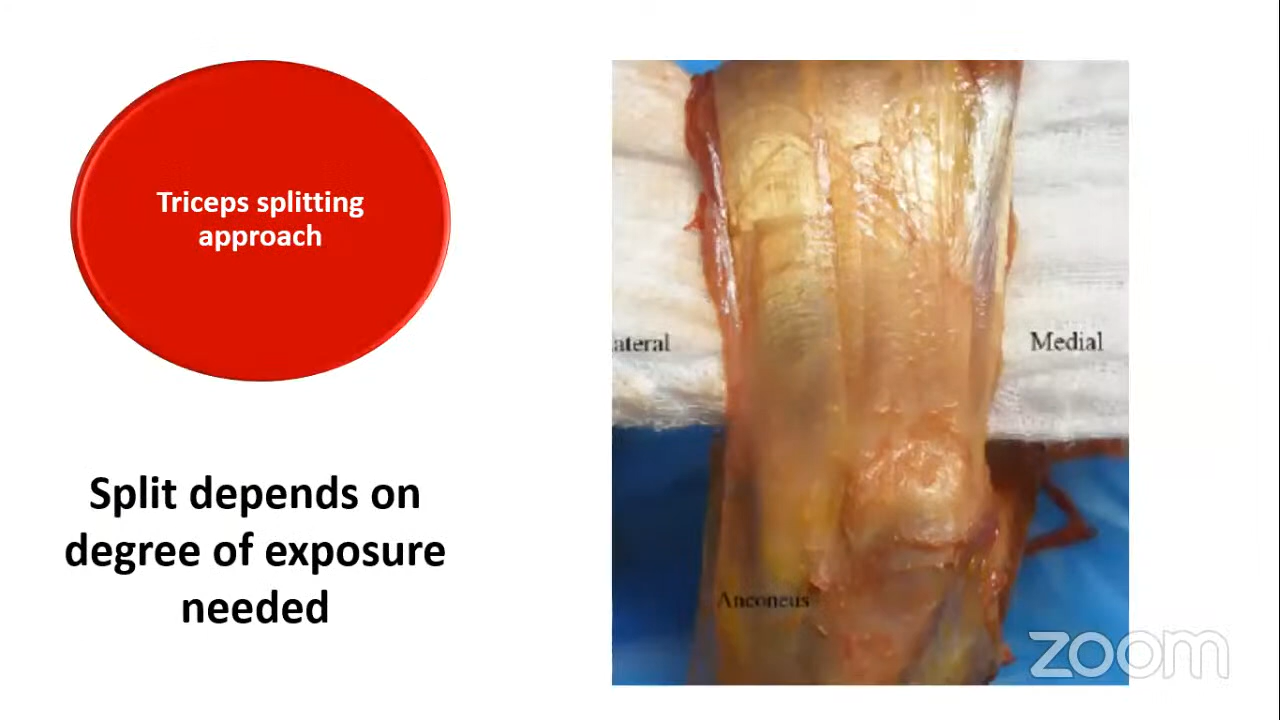 Triceps splitting
approach
Split depends on
degree of exposure
needed
ateral
Medial
Anconeus
zoom